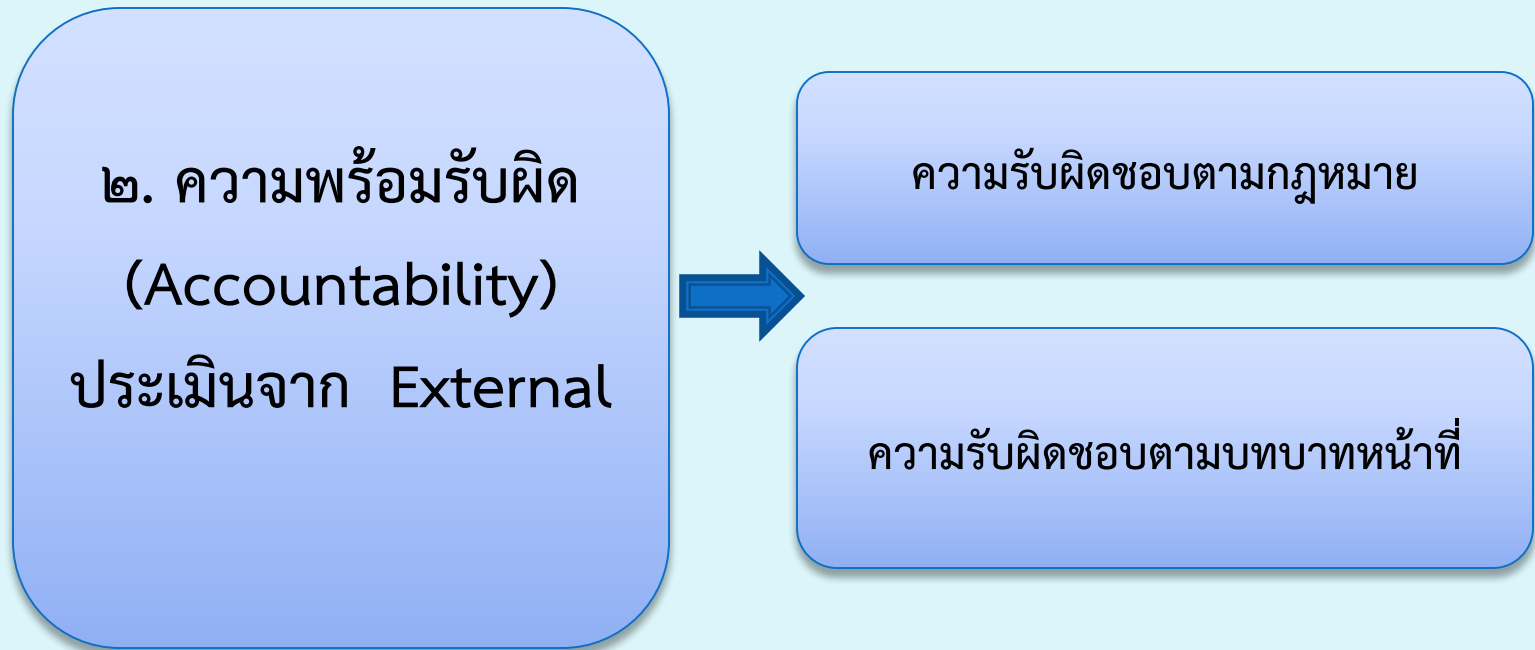 ๒. ความพร้อมรับผิด
(Accountability)
ประเมินจาก External
ความรับผิดชอบตามกฎหมาย
ความรับผิดชอบตามบทบาทหน้าที่